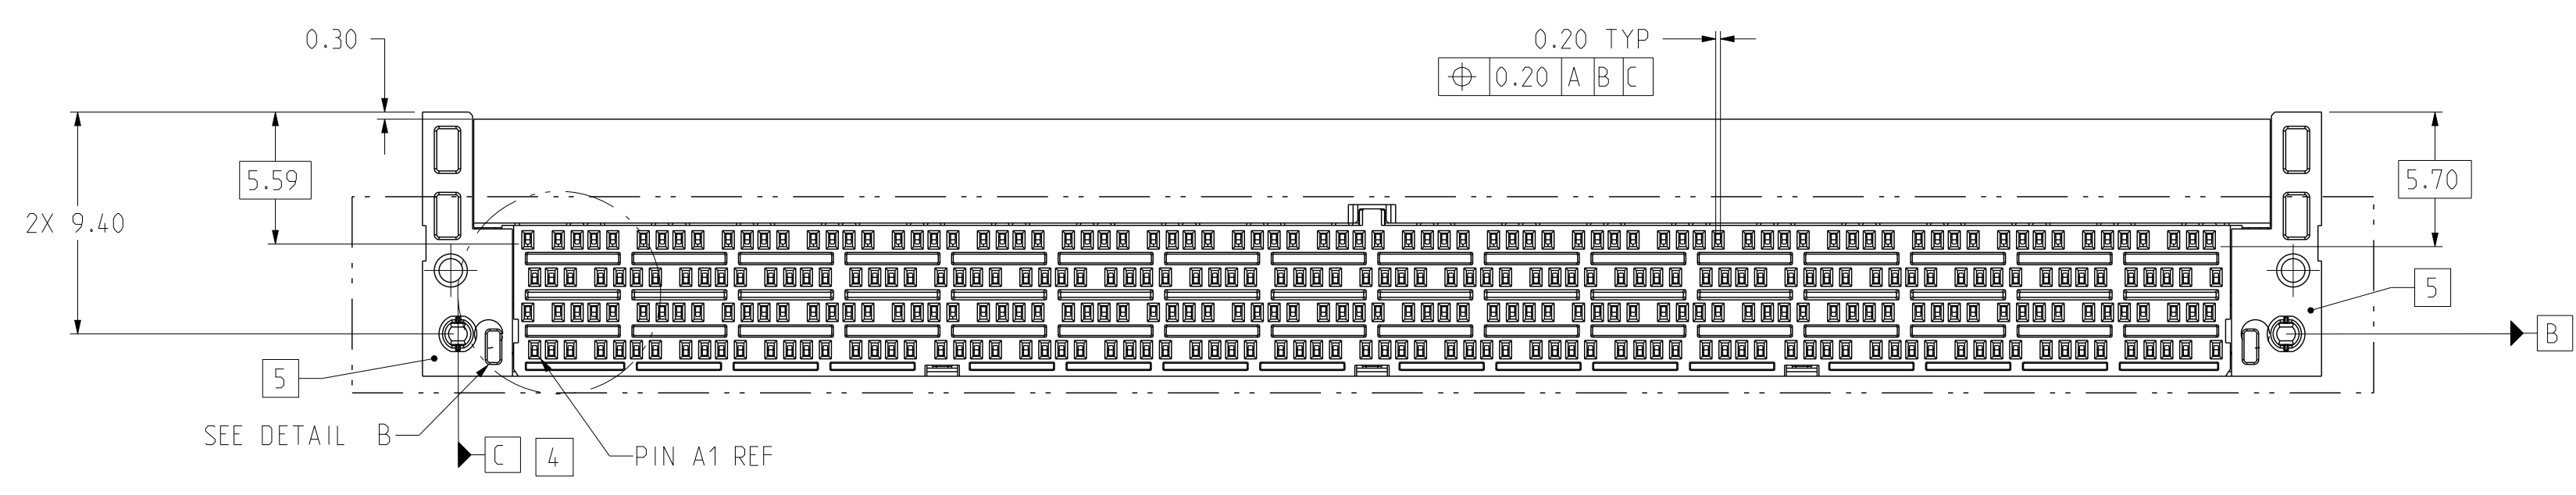 0.30
0.20 TYP
⌖ 0.20 A B C
5.59
5.70
2X 9.40
5
B
5
SEE DETAIL B
C
4
PIN A1 REF